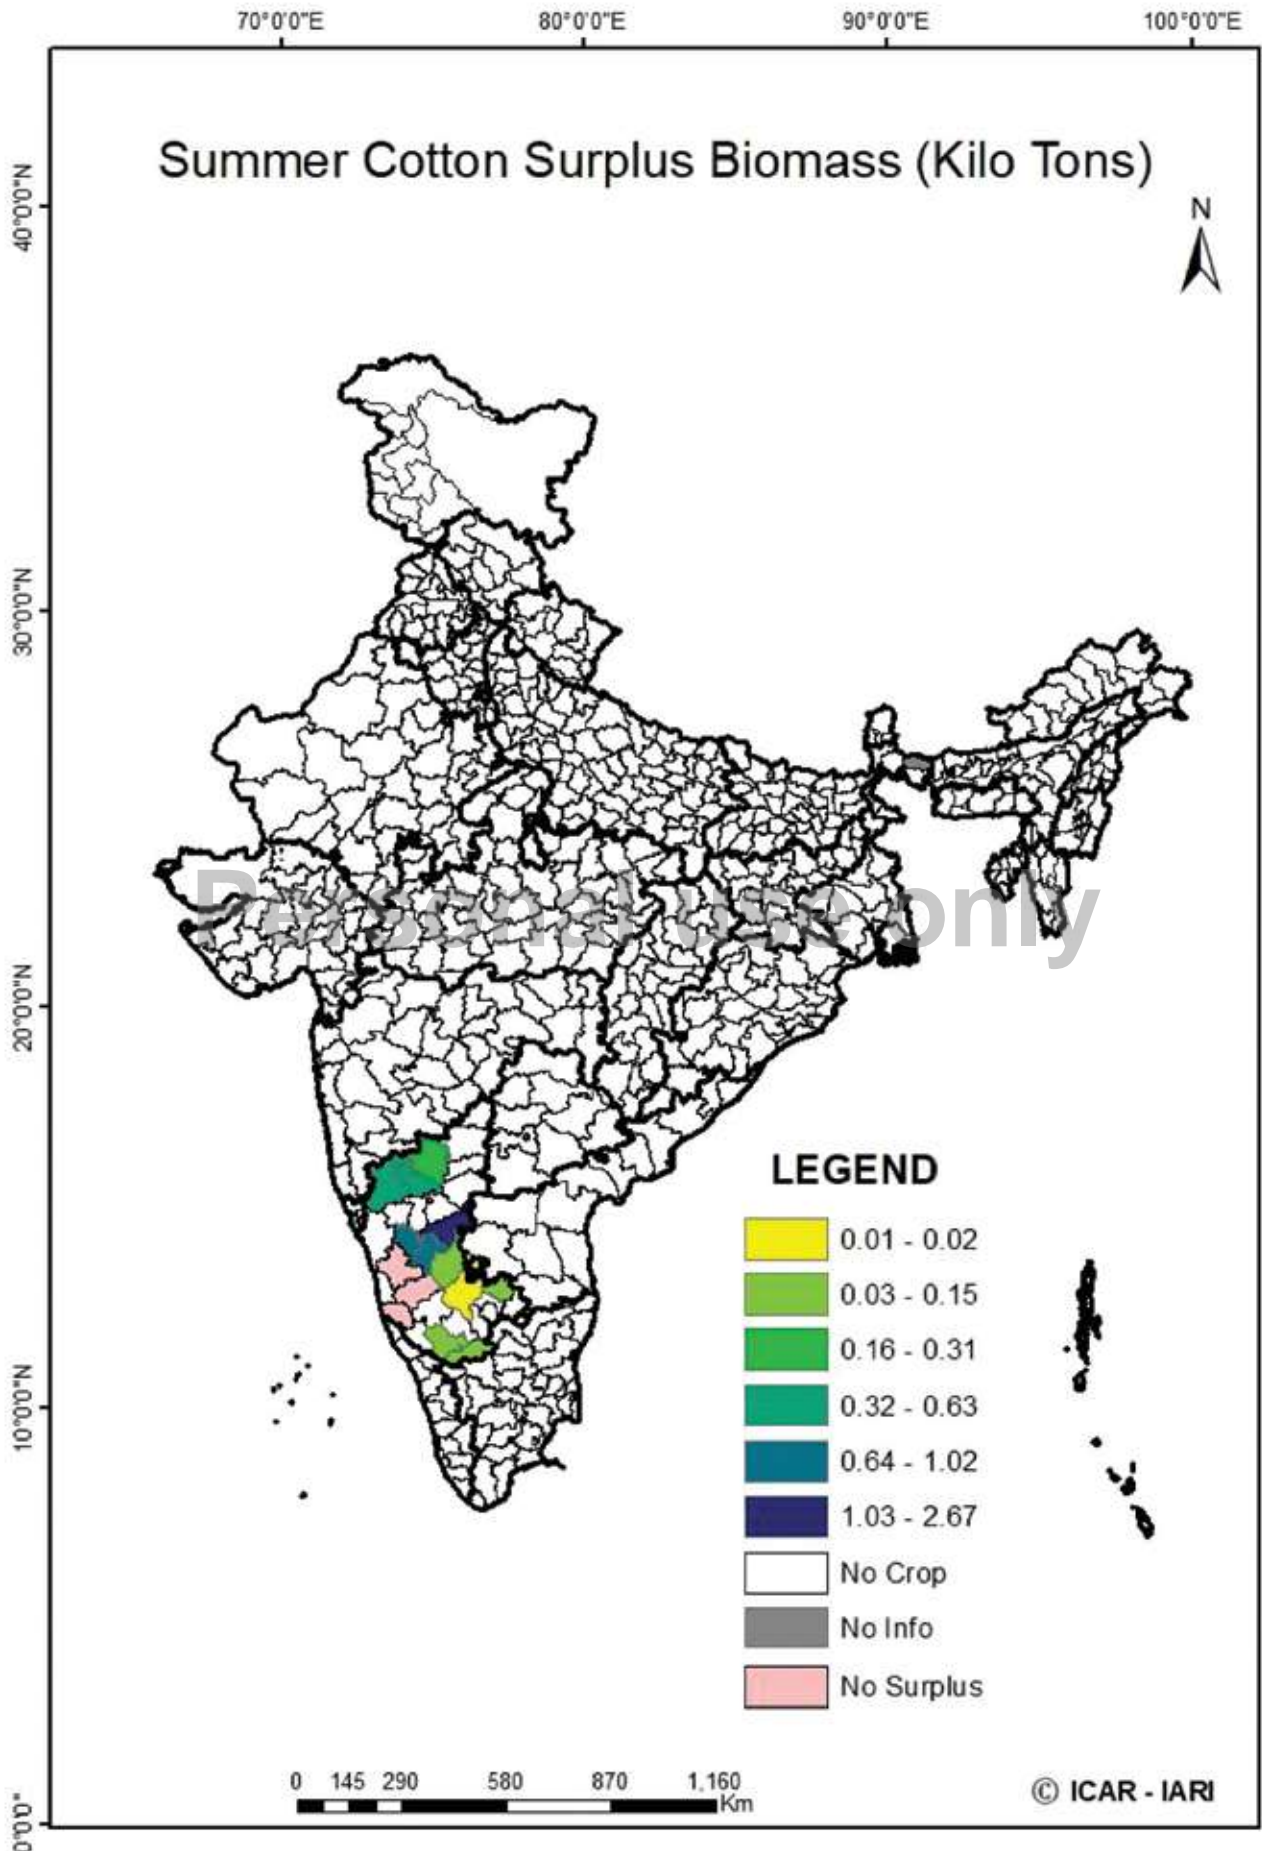 70°0'0"E 80°0'0"E 90°0'0"E 100°0'0"E
Summer Cotton Surplus Biomass (Kilo Tons)
N
40°0'0"N
30°0'0"N
20°0'0"N
10°0'0"N
0°0'0"
Personal use only
LEGEND
0.01 - 0.02
0.03 - 0.15
0.16 - 0.31
0.32 - 0.63
0.64 - 1.02
1.03 - 2.67
No Crop
No Info
No Surplus
0 145 290 580 870 1,160
Km
© ICAR - IARI